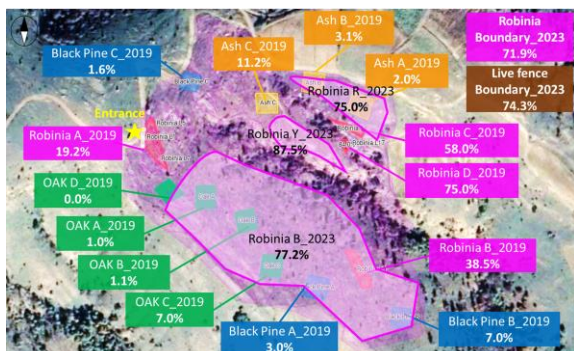 Ash B_2019
3.1%
Robinia
Boundary_2023
71.9%
Black Pine C_2019
1.6%
Ash C_2019
11.2%
Ash A_2019
2.0%
Live fence
Boundary_2023
74.3%
Black Pine C
Ash C
Robinia R_2023
75.0%
Entrance
Robinia A_2019
19.2%
Robinia Y_2023
87.5%
Robinia C_2019
58.0%
OAK D_2019
0.0%
Robinia D_2019
75.0%
OAK A_2019
1.0%
Robinia B_2023
77.2%
OAK B_2019
1.1%
Robinia B_2019
38.5%
OAK C_2019
7.0%
Black Pine A_2019
3.0%
Black Pine B_2019
7.0%